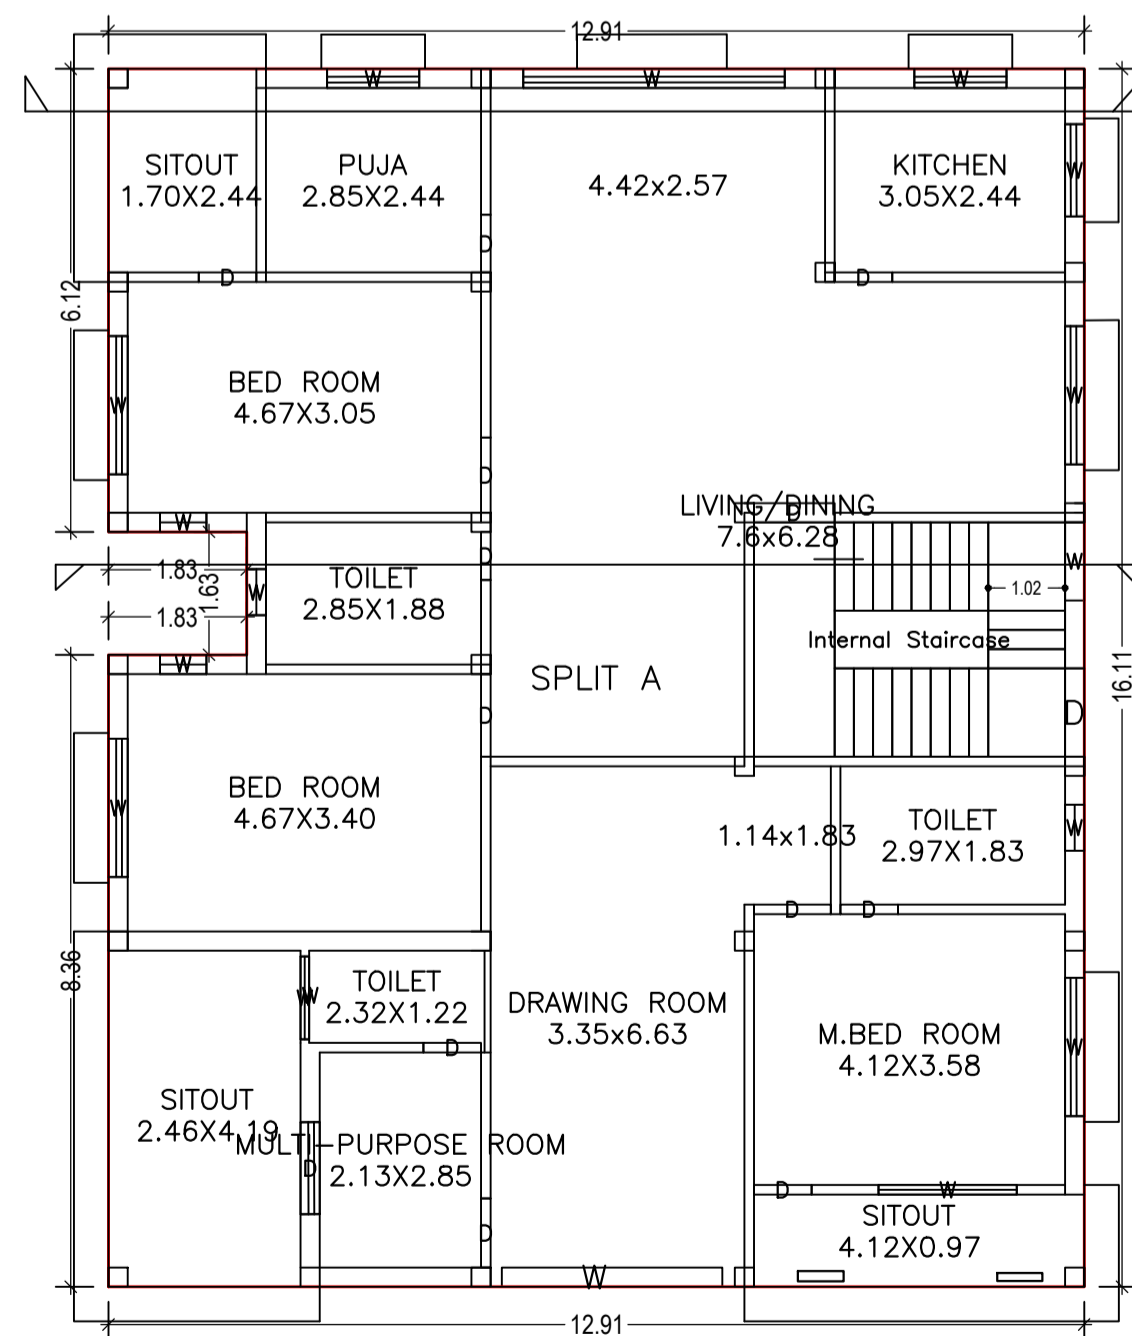 12.91
W
W
W
SITOUT
1.70X2.44
PUJA
2.85X2.44
4.42x2.57
KITCHEN
3.05X2.44
W
D
D
D
6.12
BED ROOM
4.67X3.05
W
W
D
LIVING/DINING
7.6x6.28
D
W
D
W
1.83
1.63
W
TOILET
2.85X1.88
1.02
1.83
Internal Staircase
W
SPLIT A
16.11
D
D
BED ROOM
4.67X3.40
W
1.14x1.83
TOILET
2.97X1.83
W
D
D
8.36
TOILET
2.32X1.22
W
D
DRAWING ROOM
3.35x6.63
M.BED ROOM
4.12X3.58
W
SITOUT
2.46X4.19
MULTI-PURPOSE ROOM
2.13X2.85
D
D
D
W
SITOUT
4.12X0.97
W
12.91